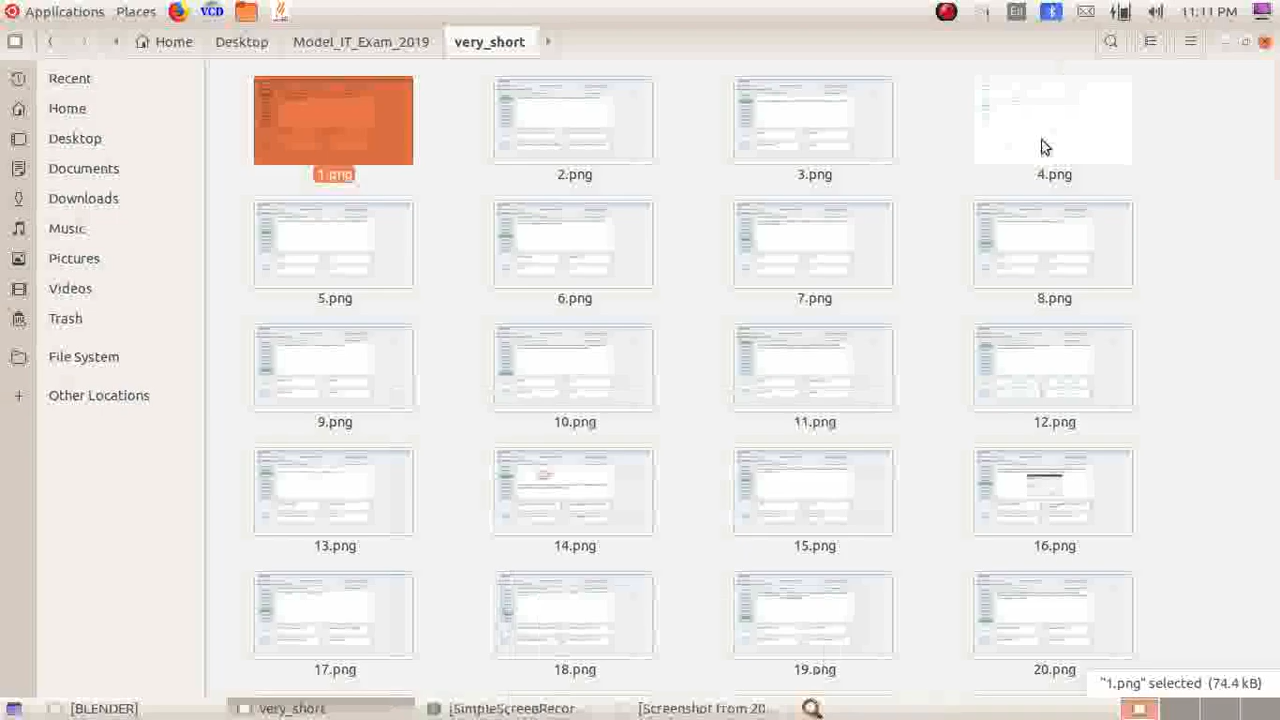 Applications Places VCD En 11:11 PM
Home Desktop Model_IT_Exam_2019 very_short
Recent
Home
Desktop
Documents
Downloads
Music
Pictures
Videos
Trash
File System
Other Locations
1.png 2.png 3.png 4.png
5.png 6.png 7.png 8.png
9.png 10.png 11.png 12.png
13.png 14.png 15.png 16.png
17.png 18.png 19.png 20.png
"1.png" selected (74.4 kB)
[BLENDER] very_short [SimpleScreenRecor [Screenshot from 20